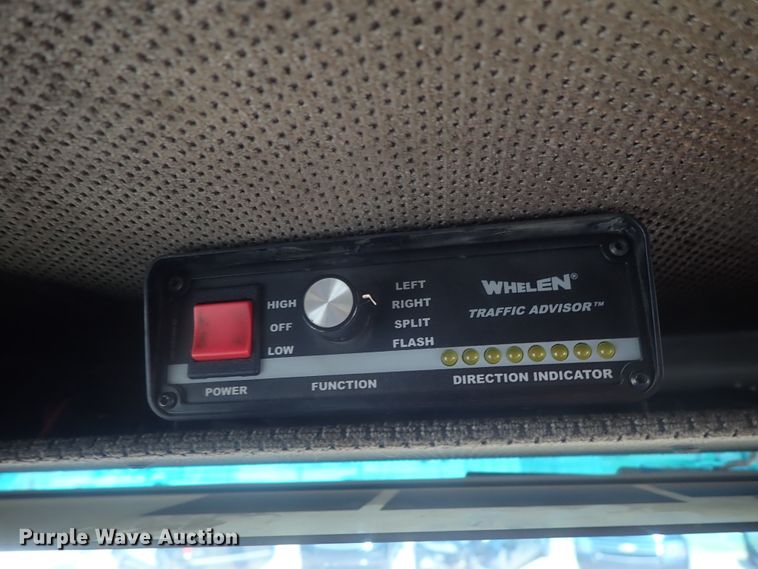 HIGH
OFF
LOW
POWER
FUNCTION
LEFT
RIGHT
SPLIT
FLASH
WHELEN®
TRAFFIC ADVISOR™
DIRECTION INDICATOR
Purple Wave Auction